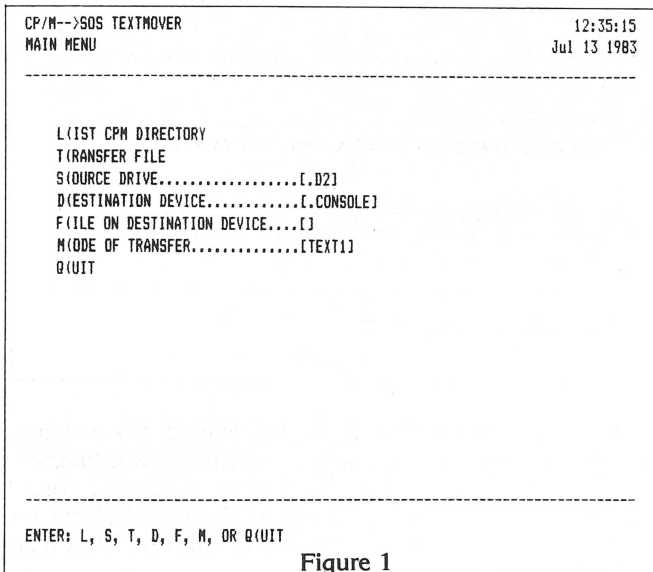 CP/M-->SOS TEXTMOVER 12:35:15
MAIN MENU Jul 13 1983
--------------------------------------------------------------------------------
L(IST CPM DIRECTORY
T(RANSFER FILE
S(OURCE DRIVE..................[.D2]
D(ESTINATION DEVICE............[.CONSOLE]
F(ILE ON DESTINATION DEVICE....[]
M(ODE OF TRANSFER..............[TEXT1]
Q(UIT
--------------------------------------------------------------------------------
ENTER: L, S, T, D, F, M, OR Q(UIT
Figure 1